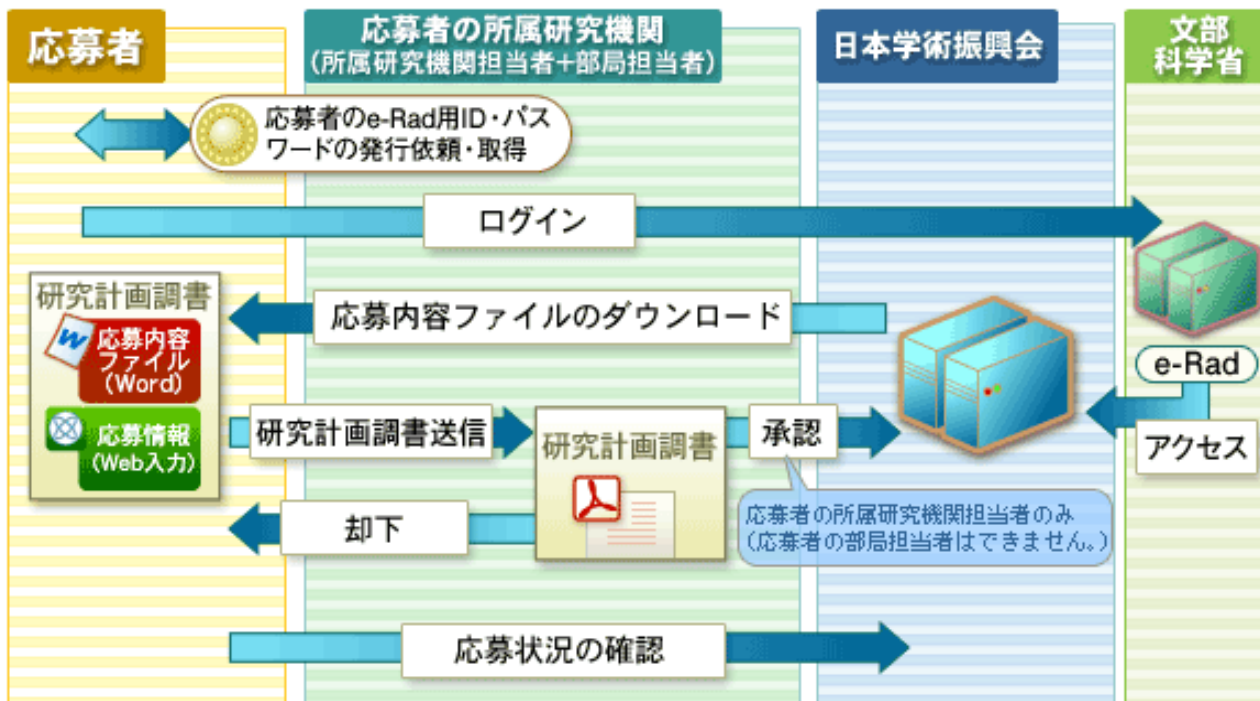 応募者
応募者の所属研究機関
(所属研究機関担当者+部局担当者)
日本学術振興会
文部
科学省
応募者のe-Rad用ID・パス
ワードの発行依頼・取得
ログイン
研究計画調書
W
応募内容
ファイル
(Word)
応募情報
(Web入力)
応募内容ファイルのダウンロード
e-Rad
アクセス
研究計画調書送信
研究計画調書
承認
応募者の所属研究機関担当者のみ
(応募者の部局担当者はできません。)
却下
応募状況の確認